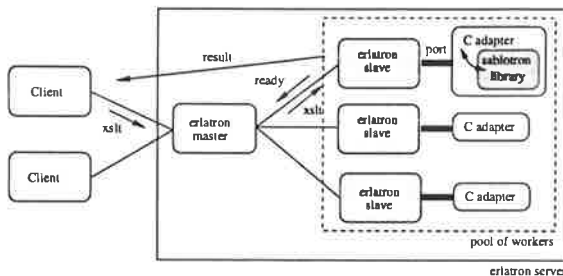 result
Client
xslt
Client
erlatron
master
ready
xslt
erlatron
slave
port
C adapter
sablotron
library
erlatron
slave
C adapter
erlatron
slave
C adapter
pool of workers
erlatron server